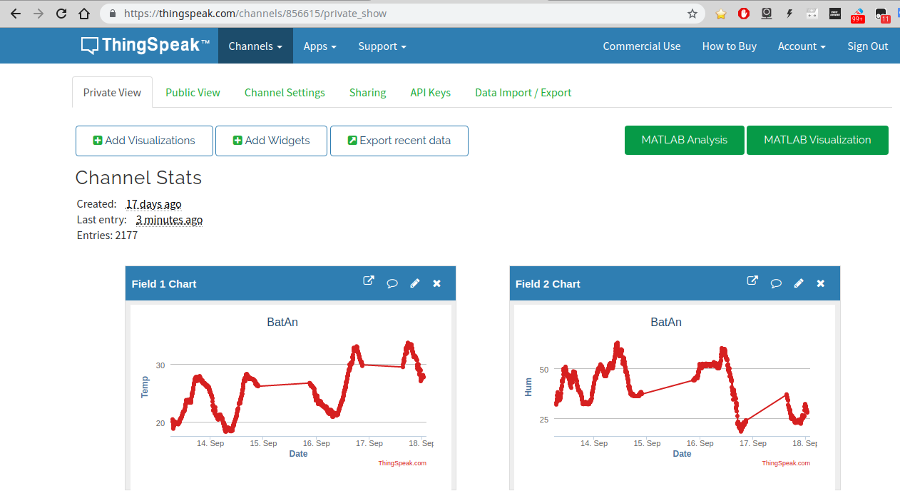 https://thingspeak.com/channels/856615/private_show
99+
11
ThingSpeak™ Channels Apps Support Commercial Use How to Buy Account Sign Out
Private View Public View Channel Settings Sharing API Keys Data Import / Export
Add Visualizations Add Widgets Export recent data MATLAB Analysis MATLAB Visualization
Channel Stats
Created: 17 days ago
Last entry: 3 minutes ago
Entries: 2177
Field 1 Chart
BatAn
Temp
30
20
14. Sep 15. Sep 16. Sep 17. Sep 18. Sep
Date
ThingSpeak.com
Field 2 Chart
BatAn
Hum
50
25
14. Sep 15. Sep 16. Sep 17. Sep 18. Sep
Date
ThingSpeak.com